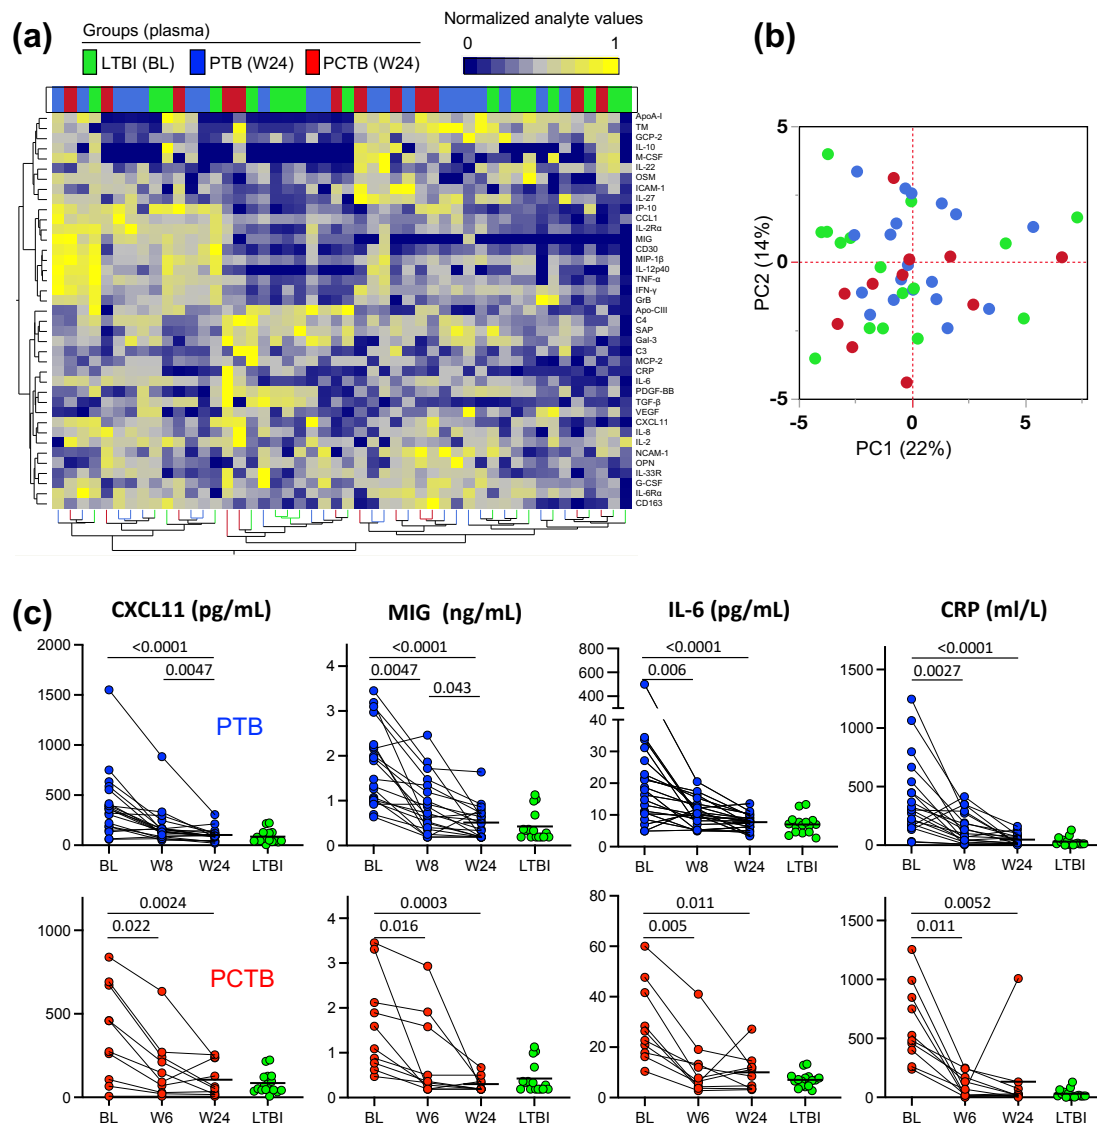 (a)
Groups (plasma)
LTBI (BL) PTB (W24) PCTB (W24)
Normalized analyte values
0 1
ApoA-I
TM
GCP-2
IL-10
M-CSF
IL-22
OSM
ICAM-1
IL-27
IP-10
CCL1
IL-2Rα
MIG
CD30
MIP-1β
IL-12p40
TNF-α
IFN-γ
GrB
Apo-CIII
C4
SAP
Gal-3
C3
MCP-2
CRP
IL-6
PDGF-BB
TGF-β
VEGF
CXCL11
IL-8
IL-2
NCAM-1
OPN
IL-33R
G-CSF
IL-6Rα
CD163
(b)
5
0
-5
PC2 (14%)
-5 0 5
PC1 (22%)
(c)
CXCL11 (pg/mL)
2000
1500
1000
500
0
<0.0001
0.0047
PTB
BL W8 W24 LTBI
MIG (ng/mL)
4
3
2
1
0
<0.0001
0.0047
0.043
BL W8 W24 LTBI
IL-6 (pg/mL)
800
600
400
40
30
20
10
0
<0.0001
0.006
BL W8 W24 LTBI
CRP (ml/L)
1500
1000
500
0
<0.0001
0.0027
BL W8 W24 LTBI
1000
500
0
0.0024
0.022
PCTB
BL W6 W24 LTBI
4
3
2
1
0
0.0003
0.016
BL W6 W24 LTBI
80
60
40
20
0
0.011
0.005
BL W6 W24 LTBI
1500
1000
500
0
0.0052
0.011
BL W6 W24 LTBI